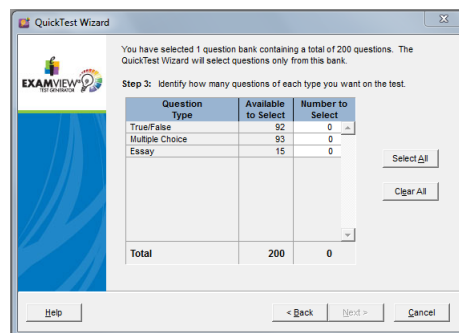 QuickTest Wizard
You have selected 1 question bank containing a total of 200 questions. The
QuickTest Wizard will select questions only from this bank.
EXAMVIEW®
TEST GENERATOR
Step 3: Identify how many questions of each type you want on the test.
Question Type Available to Select Number to Select
True/False 92 0
Multiple Choice 93 0
Essay 15 0
Select All
Clear All
Total 200 0
Help < Back Next > Cancel